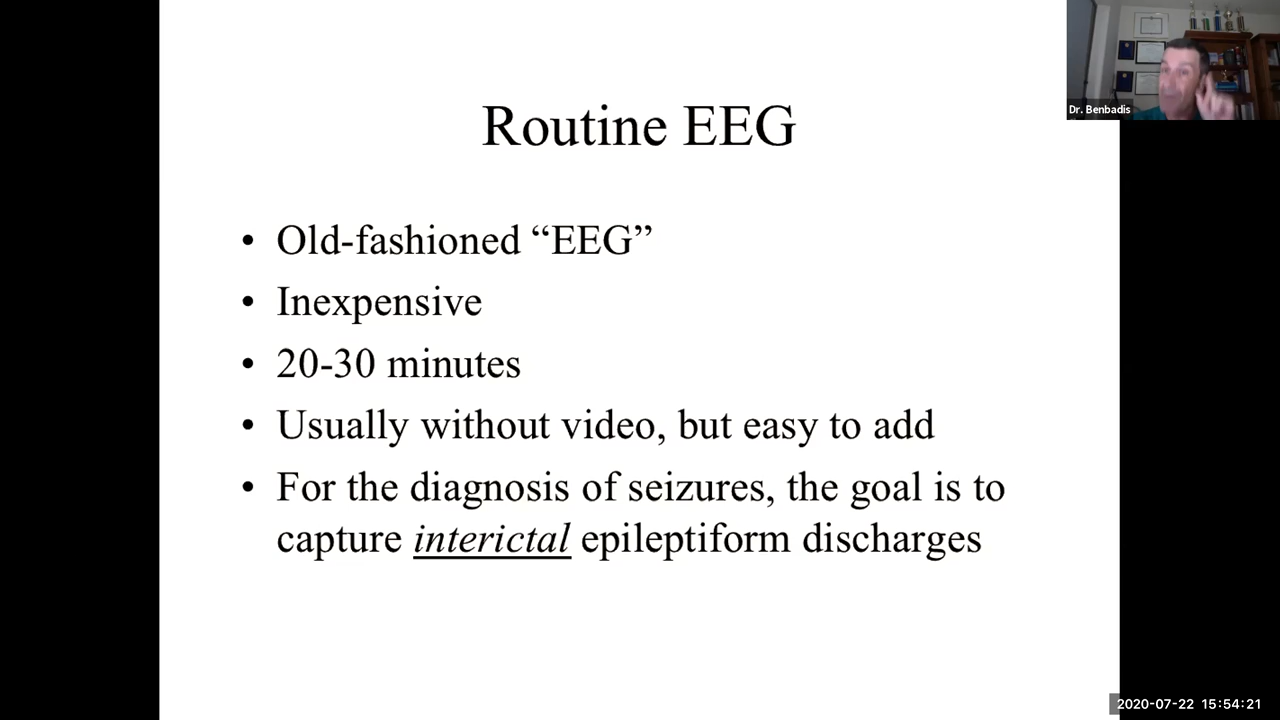 Dr. Benbadis
Routine EEG
• Old-fashioned “EEG”
• Inexpensive
• 20-30 minutes
• Usually without video, but easy to add
• For the diagnosis of seizures, the goal is to
capture interictal epileptiform discharges
2020-07-22 15:54:21